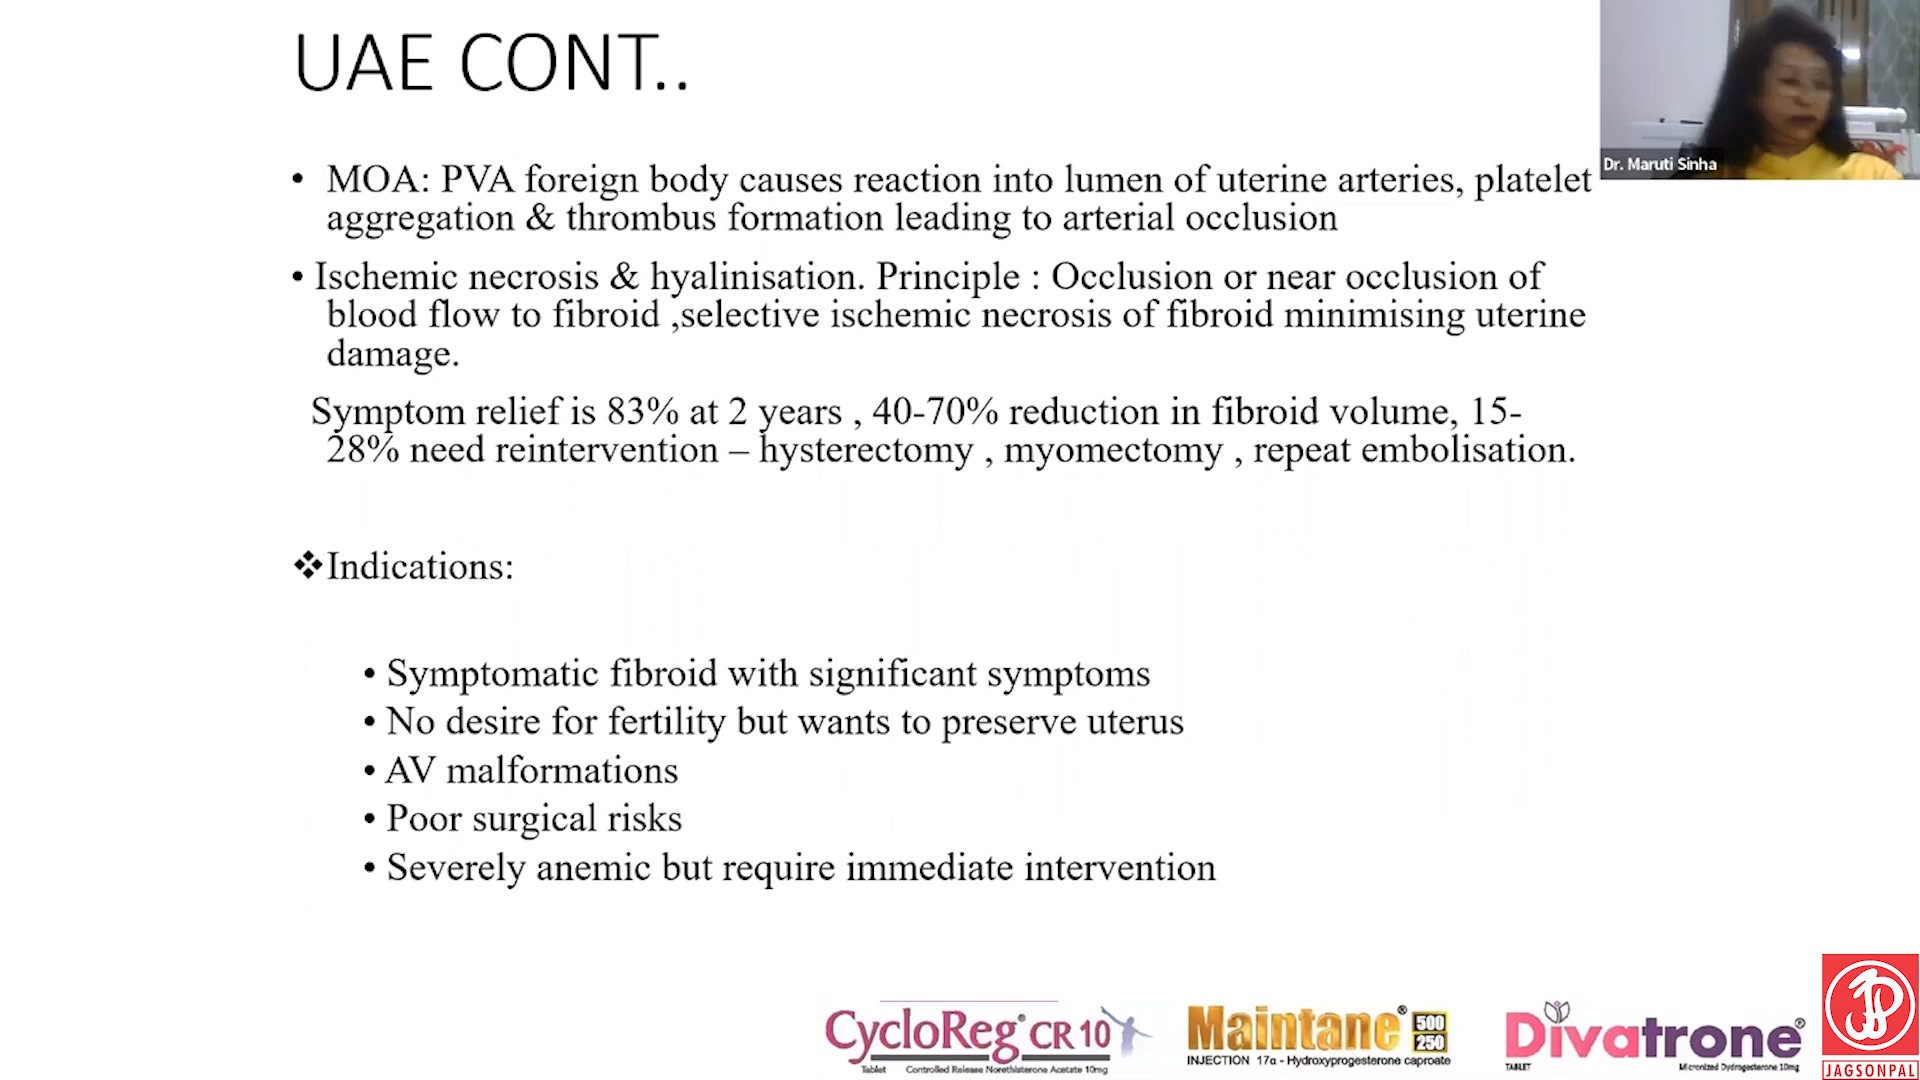 UAE CONT..
Dr. Maruti Sinha
• MOA: PVA foreign body causes reaction into lumen of uterine arteries, platelet
aggregation & thrombus formation leading to arterial occlusion
• Ischemic necrosis & hyalinisation. Principle : Occlusion or near occlusion of
blood flow to fibroid ,selective ischemic necrosis of fibroid minimising uterine
damage.
Symptom relief is 83% at 2 years , 40-70% reduction in fibroid volume, 15-
28% need reintervention – hysterectomy , myomectomy , repeat embolisation.
❖Indications:
• Symptomatic fibroid with significant symptoms
• No desire for fertility but wants to preserve uterus
• AV malformations
• Poor surgical risks
• Severely anemic but require immediate intervention
CycloReg® CR 10
Tablet Controlled Release Norethisterone Acetate 10mg
Maintane® 500 250
INJECTION 17α - Hydroxyprogesterone caproate
Divatrone®
TABLET Micronized Dydrogesterone 10mg
JAGSONPAL